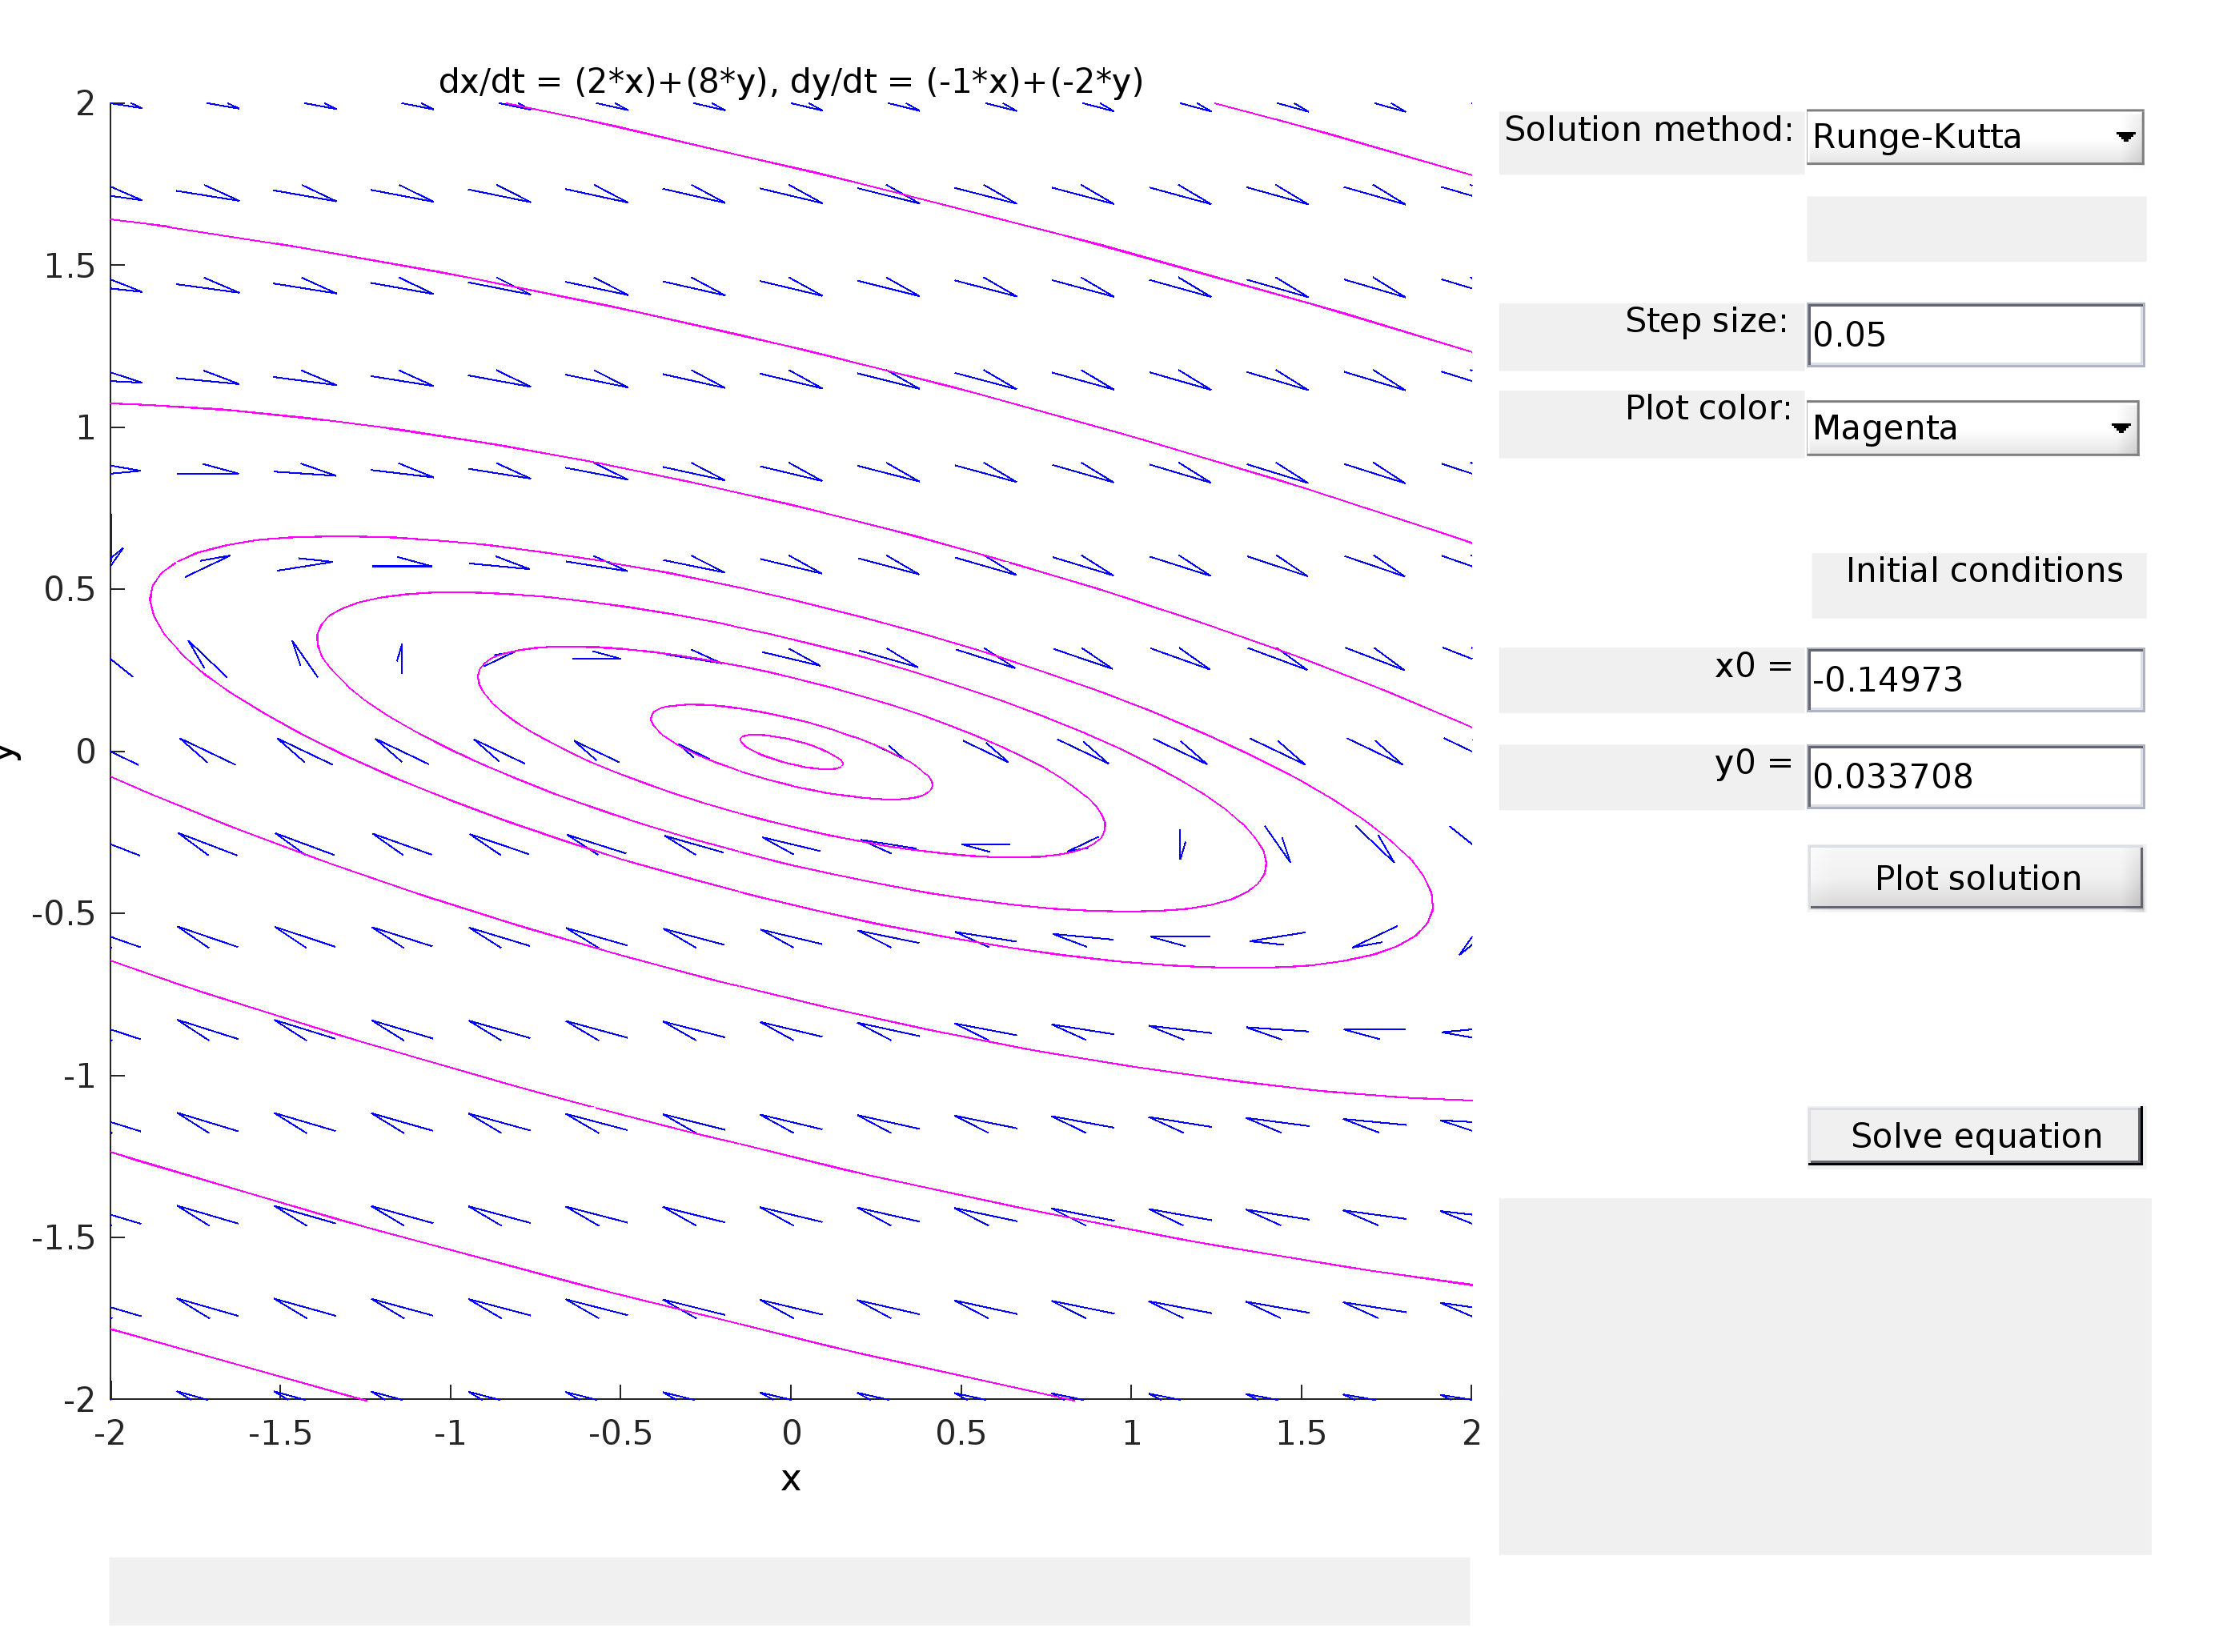 dx/dt = (2*x)+(8*y), dy/dt = (-1*x)+(-2*y)
2
1.5
1
0.5
0
-0.5
-1
-1.5
-2
y
-2 -1.5 -1 -0.5 0 0.5 1 1.5 2
x
Solution method: Runge-Kutta
Step size: 0.05
Plot color: Magenta
Initial conditions
x0 = -0.14973
y0 = 0.033708
Plot solution
Solve equation